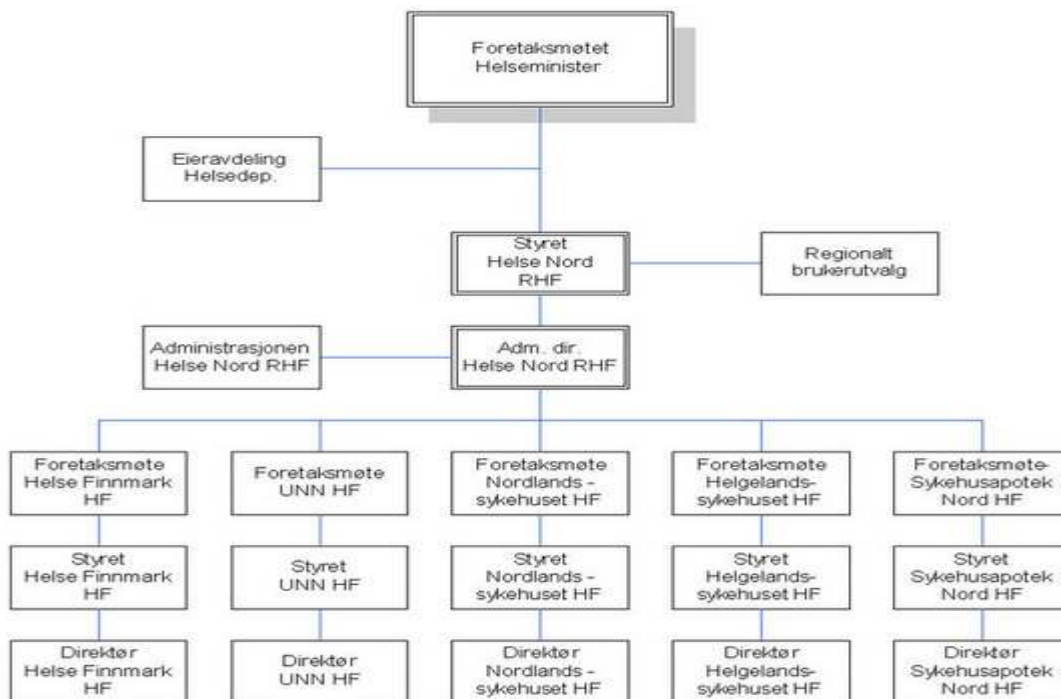 Foretaksmøtet
Helseminister
Eieravdeling
Helsedep.
Styret
Helse Nord
RHF
Regionalt
brukerutvalg
Administrasjonen
Helse Nord RHF
Adm. dir.
Helse Nord RHF
Foretaksmøte
Helse Finnmark
HF
Foretaksmøte
UNN HF
Foretaksmøte
Nordlands -
sykehuset HF
Foretaksmøte
Helgelands-
sykehuset HF
Foretaksmøte-
Sykehusapotek
Nord HF
Styret
Helse Finnmark
HF
Styret
UNN HF
Styret
Nordlands -
sykehuset HF
Styret
Helgelands-
sykehuset HF
Styret
Sykehusapotek
Nord HF
Direktør
Helse Finnmark
HF
Direktør
UNN HF
Direktør
Nordlands -
sykehuset HF
Direktør
Helgelands-
sykehuset HF
Direktør
Sykehusapotek
Nord HF